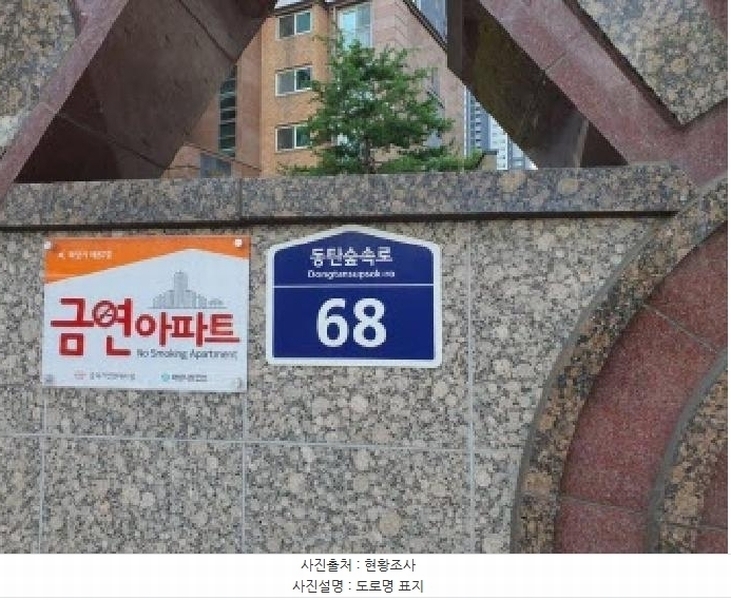 금연아파트
No Smoking Apartment
동탄숲속로
Dongtansupsok-ro
68
사진출처 : 현황조사
사진설명 : 도로명 표지